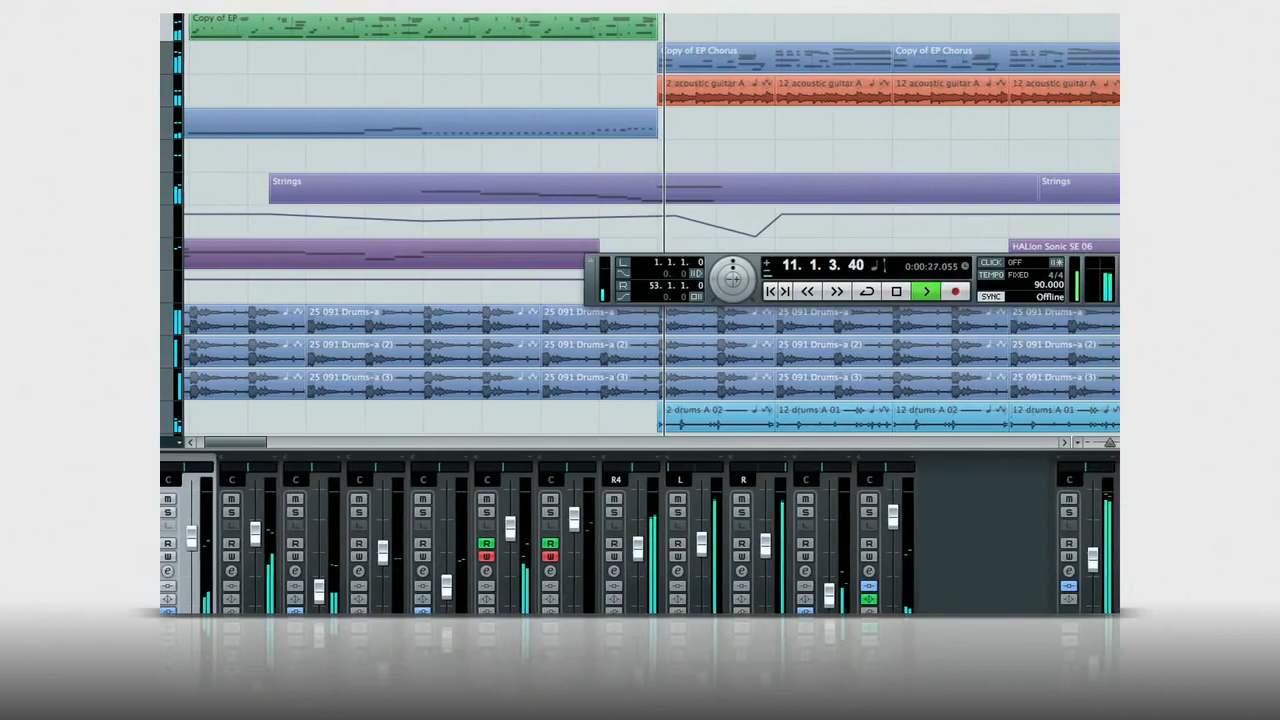 Copy of EP
Copy of EP Chorus
Copy of EP Chorus
12 acoustic guitar A
12 acoustic guitar A
12 acoustic guitar A
12 acoustic guitar A
Strings
Strings
HALion Sonic SE 06
L 1. 1. 1. 0
0. 0
R 53. 1. 1. 0
0. 0
11. 1. 3. 40
0:00:27.055
CLICK OFF
TEMPO FIXED 4/4
90.000
SYNC Offline
25 091 Drums-a
25 091 Drums-a
25 091 Drums-a
25 091 Drums-a
25 091 Drums-a (2)
25 091 Drums-a (2)
25 091 Drums-a (2)
25 091 Drums-a (2)
25 091 Drums-a (3)
25 091 Drums-a (3)
25 091 Drums-a (3)
25 091 Drums-a (3)
2 drums A 02
12 drums A 01
12 drums A 02
12 drums A 01
C C C C C C C R4 L R C C C
m m m m m m m m m m m m m
S S S S S S S S S S S S S
L L L L L L L L L L L L
R R R R R R R R R R R R
W W W W W W W W W W W W
e e e e e e e e e e e e e